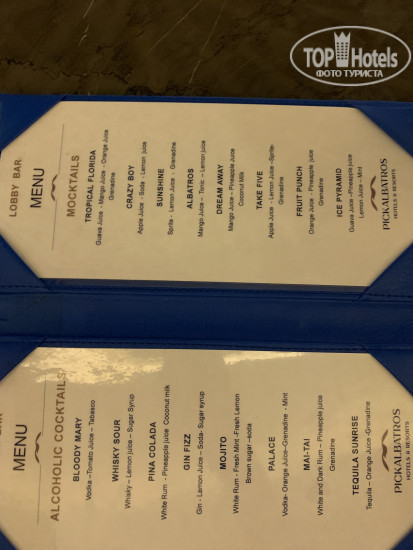 TOP Hotels
ФОТО ТУРИСТА
LOBBY BAR
MENU
MOCKTAILS
TROPICAL FLORIDA
Guava Juice - Mango Juice - Orange Juice
Grenadine
CRAZY BOY
Apple Juice - Soda - Lemon juice
SUNSHINE
Sprite - Lemon Juice - Grenadine
ALBATROS
Mango Juice – Tonic – Lemon juice
DREAM AWAY
Mango Juice – Pineapple Juice
Coconut Milk
TAKE FIVE
Apple Juice - Lemon Juice -Sprite-
Grenadine
FRUIT PUNCH
Orange Juice - Pineapple juice
Grenadine
ICE PYRAMID
Guava Juice –Pineapple juice
Lemon Juice – Mint
PICKALBATROS
HOTELS & RESORTS
MENU
ALCOHOLIC COCKTAILS
BLOODY MARY
Vodka –Tomato Juice – Tabasco
WHISKY SOUR
Whisky – Lemon juice – Sugar Syrup
PINA COLADA
White Rum - Pineapple juice Coconut milk
GIN FIZZ
Gin - Lemon Juice – Soda- Sugar syrup
MOJITO
White Rum - Fresh Mint -Fresh Lemon
Brown sugar –soda
PALACE
Vodka- Orange Juice-Grenadine - Mint
MAI-TAI
White and Dark Rum – Pineapple juice
Grenadine
TEQUILA SUNRISE
Tequila – Orange Juice -Grenadine
PICKALBATROS
HOTELS & RESORTS